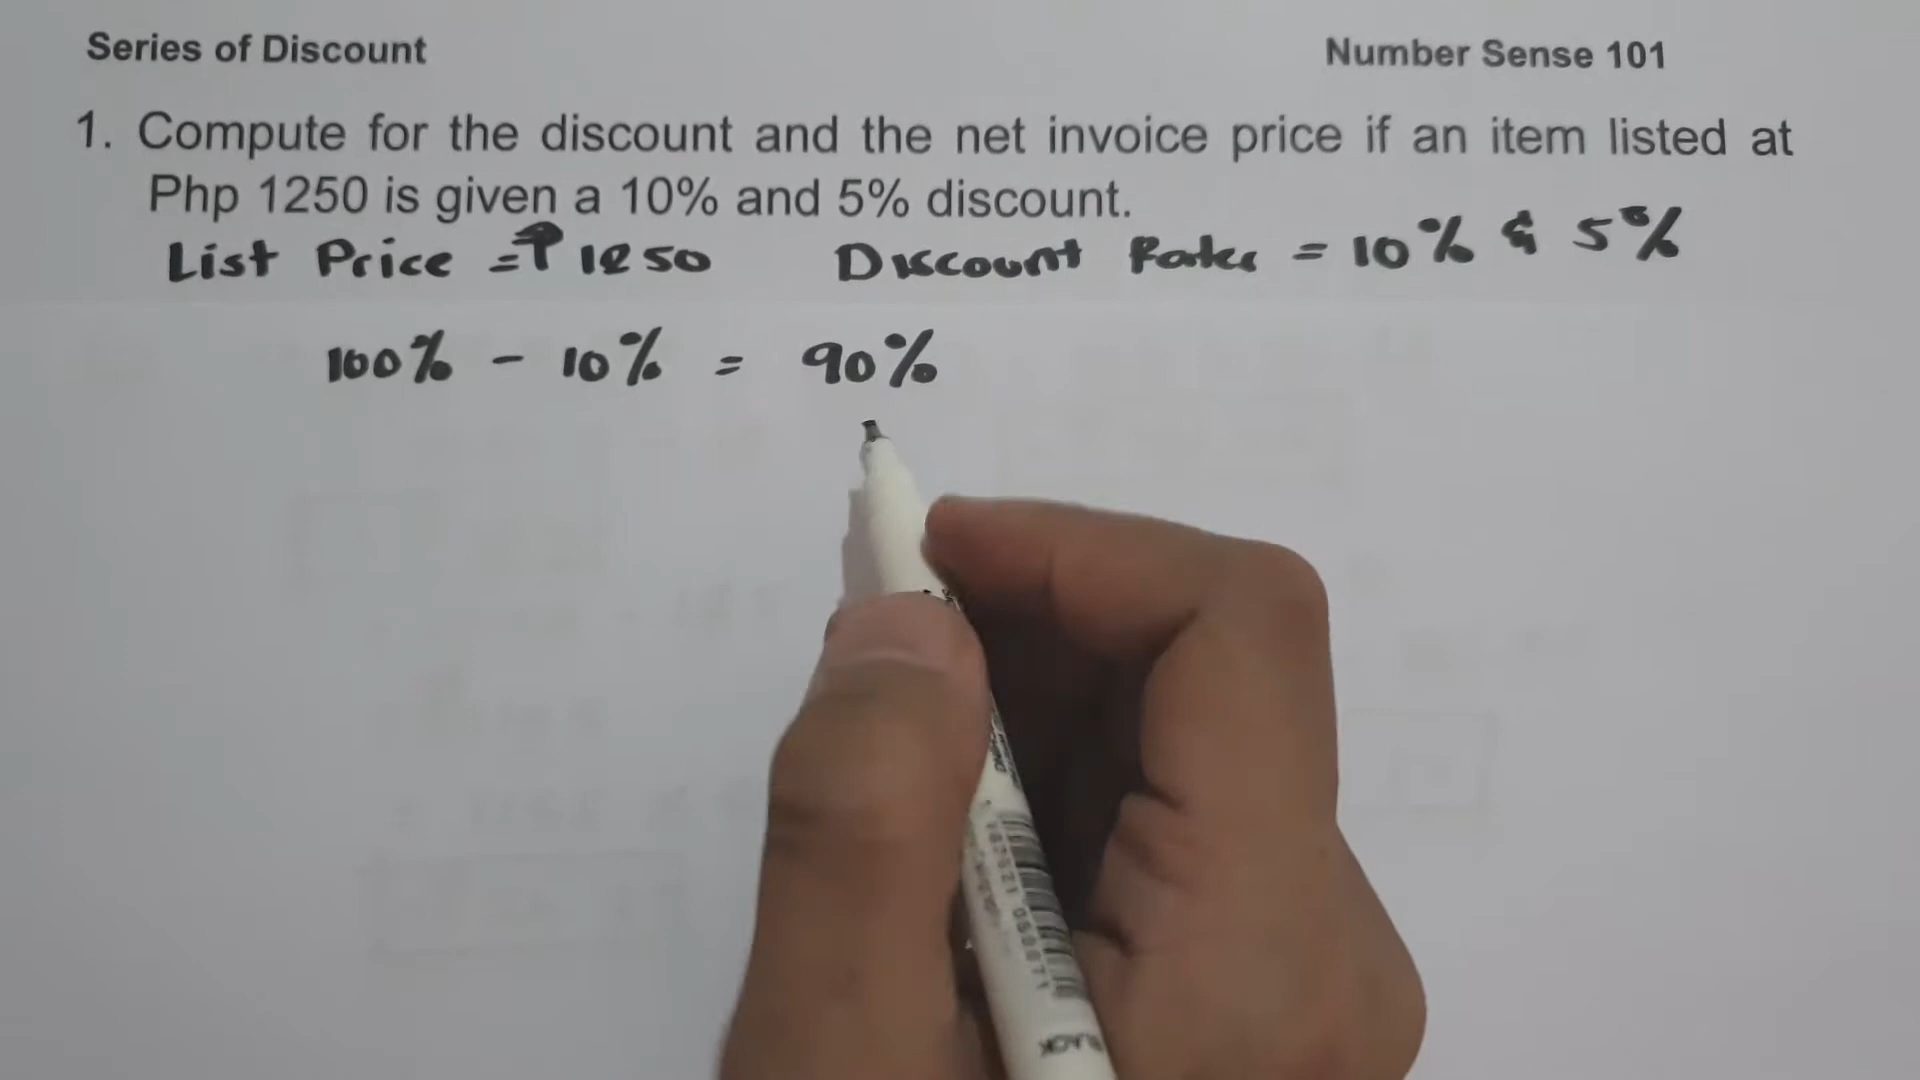 Series of Discount
Number Sense 101
1. Compute for the discount and the net invoice price if an item listed at
Php 1250 is given a 10% and 5% discount.
List Price = ₱1250 Discount Rates = 10% & 5%
100% - 10% = 90%
BLACK